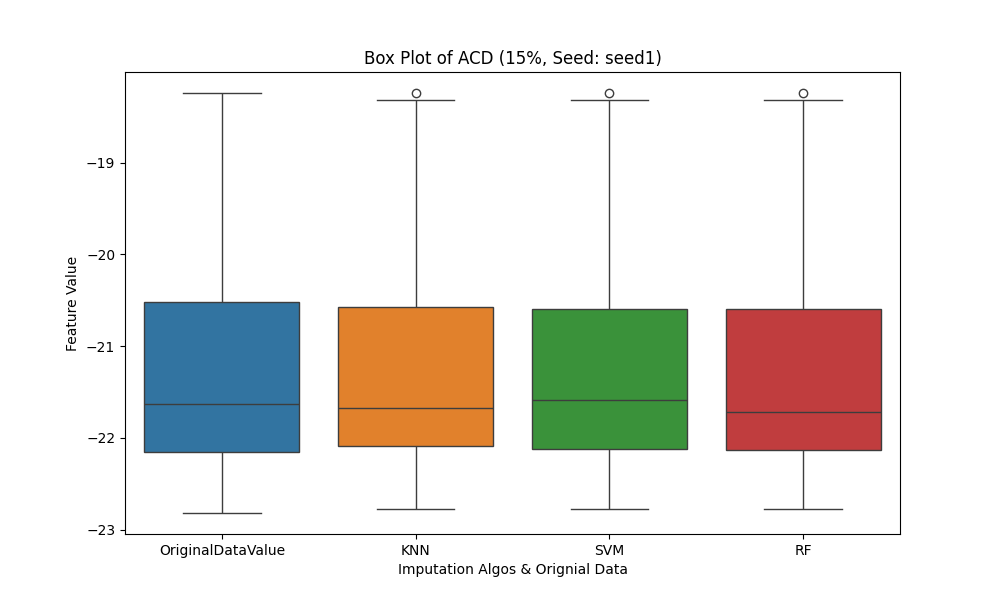 Box Plot of ACD (15%, Seed: seed1)
Feature Value
−19
−20
−21
−22
−23
OriginalDataValue
KNN
SVM
RF
Imputation Algos & Orignial Data